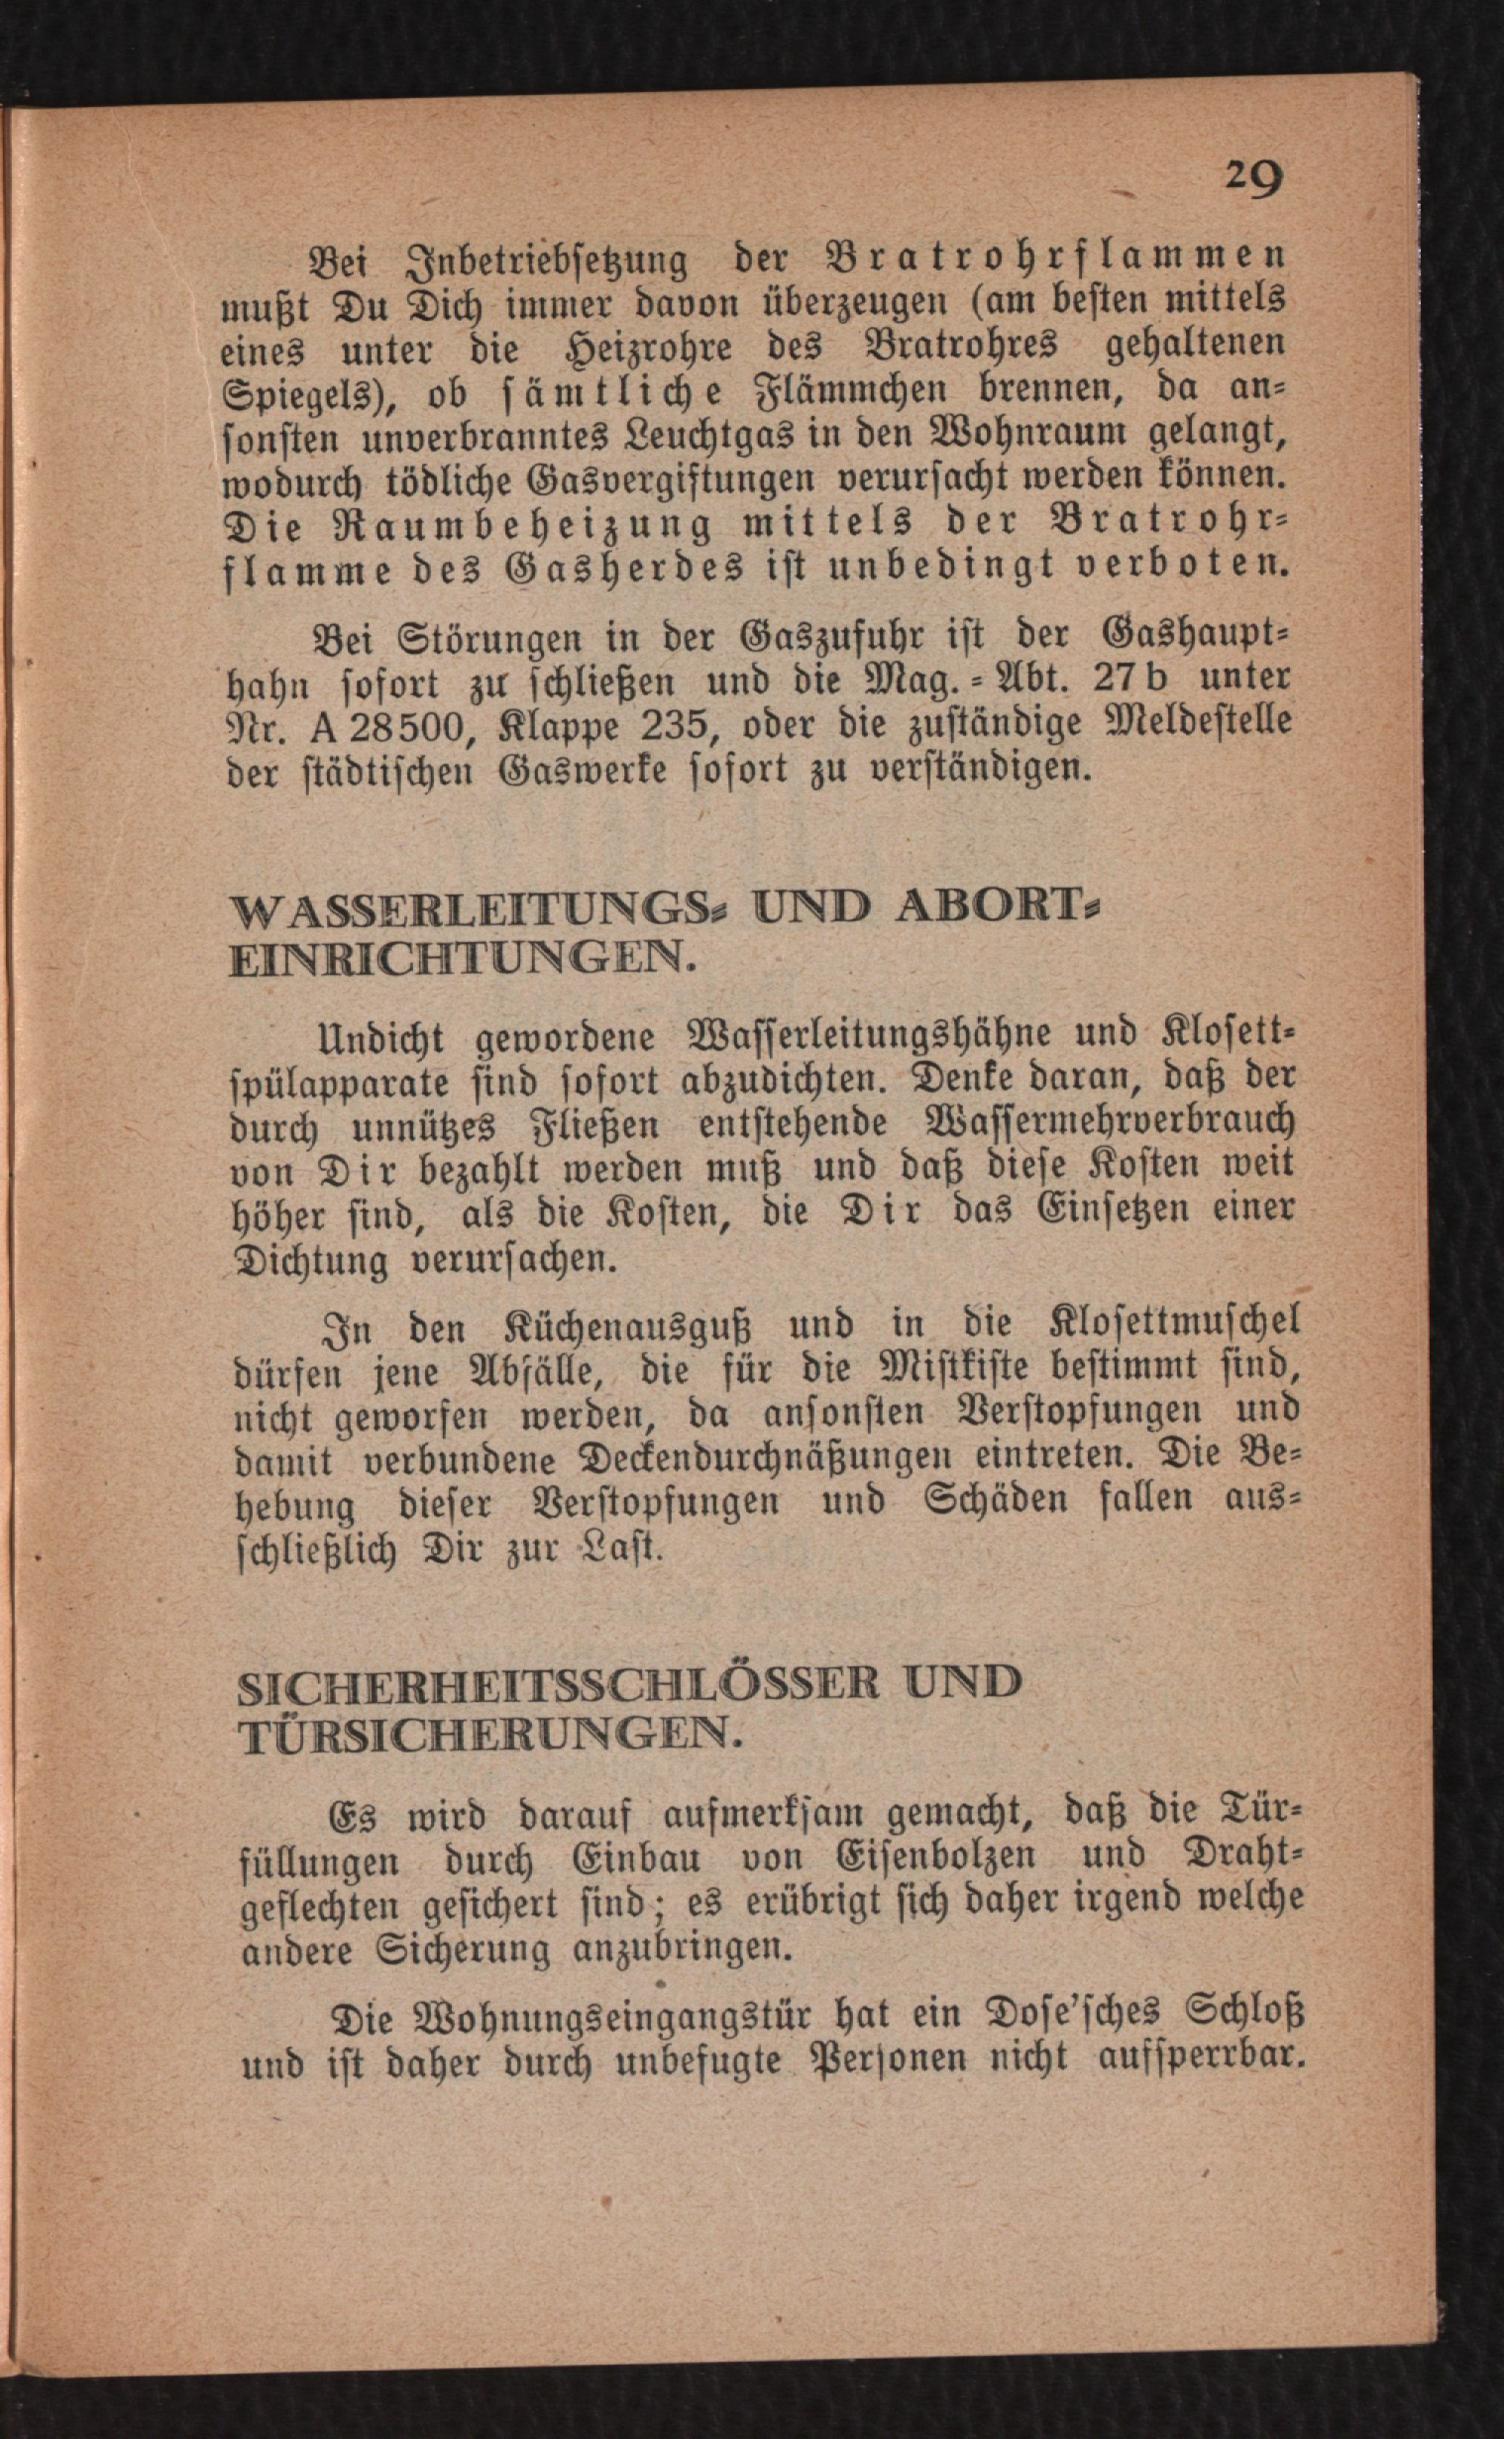 29
Bei Inbetriebsetzung der Bratrohrflammen
mußt Du Dich immer davon überzeugen (am besten mittels
eines unter die Heizrohre des Bratrohres gehaltenen
Spiegels), ob sämtliche Flämmchen brennen, da an-
sonsten unverbranntes Leuchtgas in den Wohnraum gelangt,
wodurch tödliche Gasvergiftungen verursacht werden können.
Die Raumbeheizung mittels der Bratrohr-
flamme des Gasherdes ist unbedingt verboten.
Bei Störungen in der Gaszufuhr ist der Gashaupt-
hahn sofort zu schließen und die Mag.-Abt. 27 b unter
Nr. A 28500, Klappe 235, oder die zuständige Meldestelle
der städtischen Gaswerke sofort zu verständigen.
WASSERLEITUNGS- UND ABORT-
EINRICHTUNGEN.
Undicht gewordene Wasserleitungshähne und Klosett-
spülapparate sind sofort abzudichten. Denke daran, daß der
durch unnützes Fließen entstehende Wassermehrverbrauch
von Dir bezahlt werden muß und daß diese Kosten weit
höher sind, als die Kosten, die Dir das Einsetzen einer
Dichtung verursachen.
In den Küchenausguß und in die Klosettmuschel
dürfen jene Abfälle, die für die Mistkiste bestimmt sind,
nicht geworfen werden, da ansonsten Verstopfungen und
damit verbundene Deckendurchnäßungen eintreten. Die Be-
hebung dieser Verstopfungen und Schäden fallen aus-
schließlich Dir zur Last.
SICHERHEITSSCHLÖSSER UND
TÜRSICHERUNGEN.
Es wird darauf aufmerksam gemacht, daß die Tür-
füllungen durch Einbau von Eisenbolzen und Draht-
geflechten gesichert sind; es erübrigt sich daher irgend welche
andere Sicherung anzubringen.
Die Wohnungseingangstür hat ein Dose'sches Schloß
und ist daher durch unbefugte Personen nicht aufsperrbar.